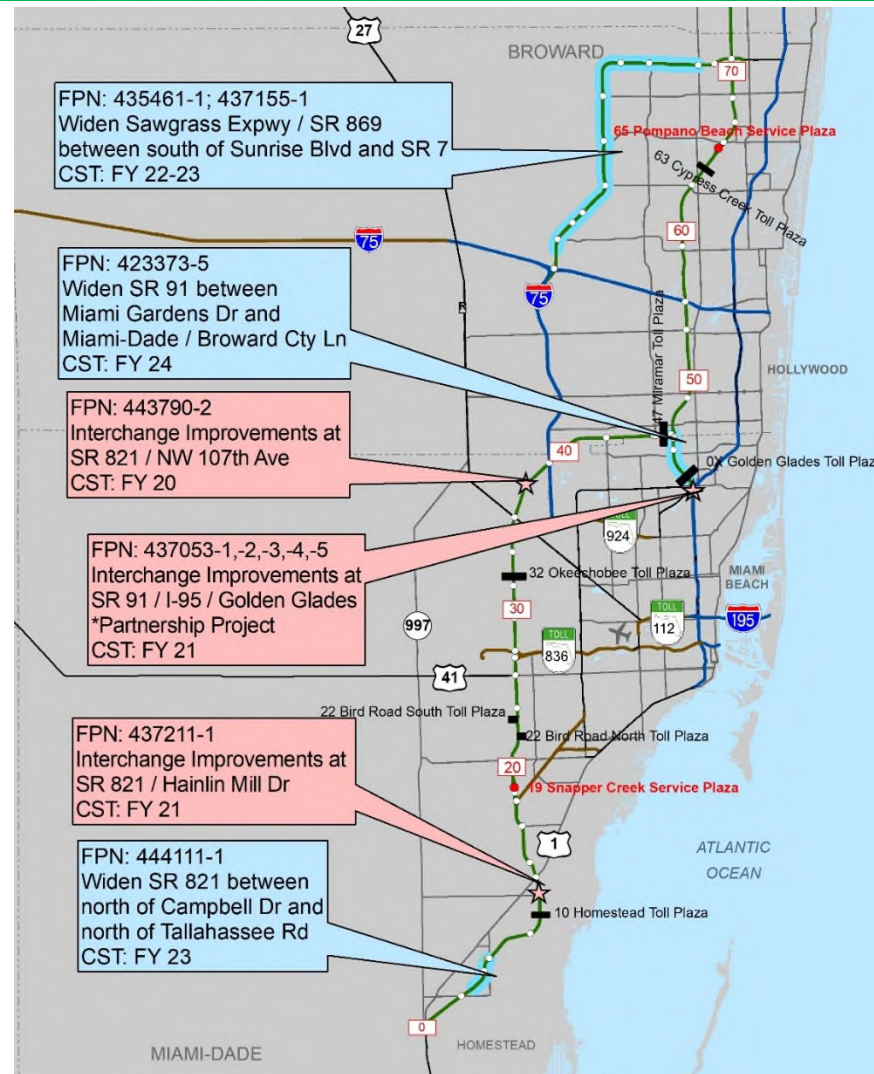 27
BROWARD
70
FPN: 435461-1; 437155-1
Widen Sawgrass Expwy / SR 869
between south of Sunrise Blvd and SR 7
CST: FY 22-23
65 Pompano Beach Service Plaza
63 Cypress Creek Toll Plaza
60
75
75
FPN: 423373-5
Widen SR 91 between
Miami Gardens Dr and
Miami-Dade / Broward Cty Ln
CST: FY 24
47 Miramar Toll Plaza
50
HOLLYWOOD
FPN: 443790-2
Interchange Improvements at
SR 821 / NW 107th Ave
CST: FY 20
40
0X Golden Glades Toll Plaz
TOLL
924
FPN: 437053-1,-2,-3,-4,-5
Interchange Improvements at
SR 91 / I-95 / Golden Glades
*Partnership Project
CST: FY 21
32 Okeechobee Toll Plaza
MIAMI
BEACH
30
997
TOLL
112
195
TOLL
836
41
22 Bird Road South Toll Plaza
22 Bird Road North Toll Plaza
FPN: 437211-1
Interchange Improvements at
SR 821 / Hainlin Mill Dr
CST: FY 21
20
19 Snapper Creek Service Plaza
1
ATLANTIC
OCEAN
FPN: 444111-1
Widen SR 821 between
north of Campbell Dr and
north of Tallahassee Rd
CST: FY 23
10 Homestead Toll Plaza
0
MIAMI-DADE
HOMESTEAD